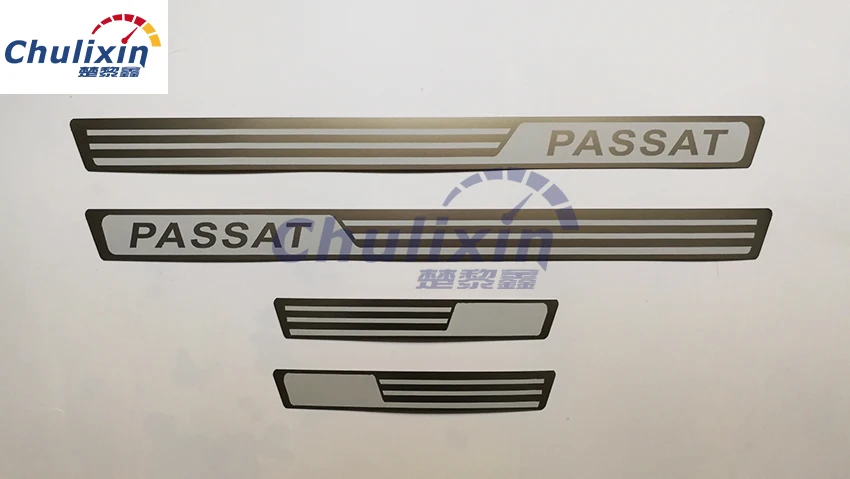 Chulixin
楚黎鑫
PASSAT
PASSAT
Chulixin
楚黎鑫